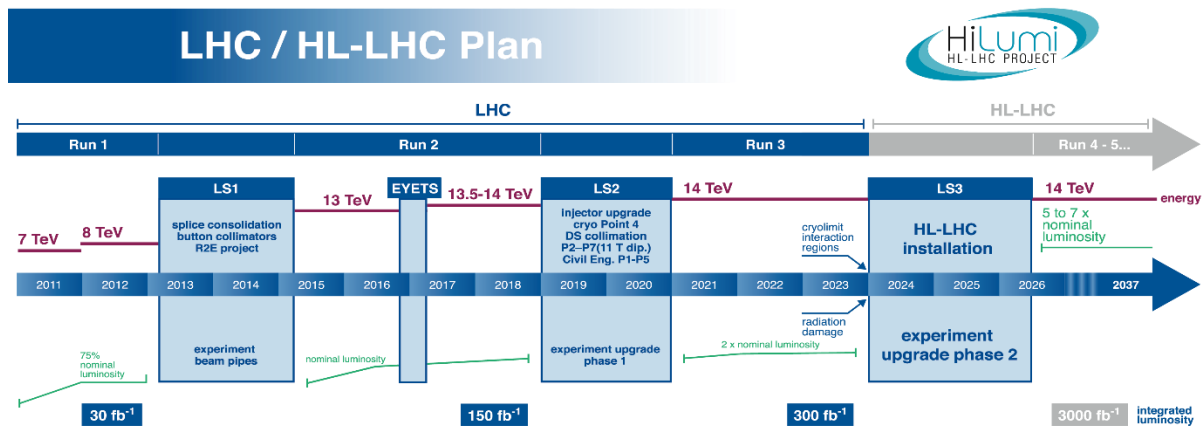 LHC / HL-LHC Plan
HiLumi
HL-LHC PROJECT
LHC
HL-LHC
Run 1
Run 2
Run 3
Run 4 - 5...
LS1
EYETS
LS2
LS3
7 TeV
8 TeV
splice consolidation
button collimators
R2E project
13 TeV
13.5-14 TeV
injector upgrade
cryo Point 4
DS collimation
P2–P7(11 T dip.)
Civil Eng. P1-P5
14 TeV
cryolimit
interaction
regions
HL-LHC
installation
14 TeV
energy
5 to 7 x
nominal
luminosity
2011
2012
2013
2014
2015
2016
2017
2018
2019
2020
2021
2022
2023
2024
2025
2026
2037
75%
nominal
luminosity
experiment
beam pipes
nominal luminosity
experiment upgrade
phase 1
2 x nominal luminosity
radiation
damage
experiment
upgrade phase 2
30 fb⁻¹
150 fb⁻¹
300 fb⁻¹
3000 fb⁻¹
integrated
luminosity